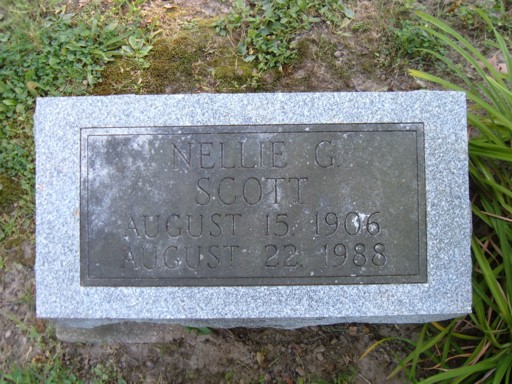 NELLIE G.
SCOTT
AUGUST 15, 1906
AUGUST 22, 1988